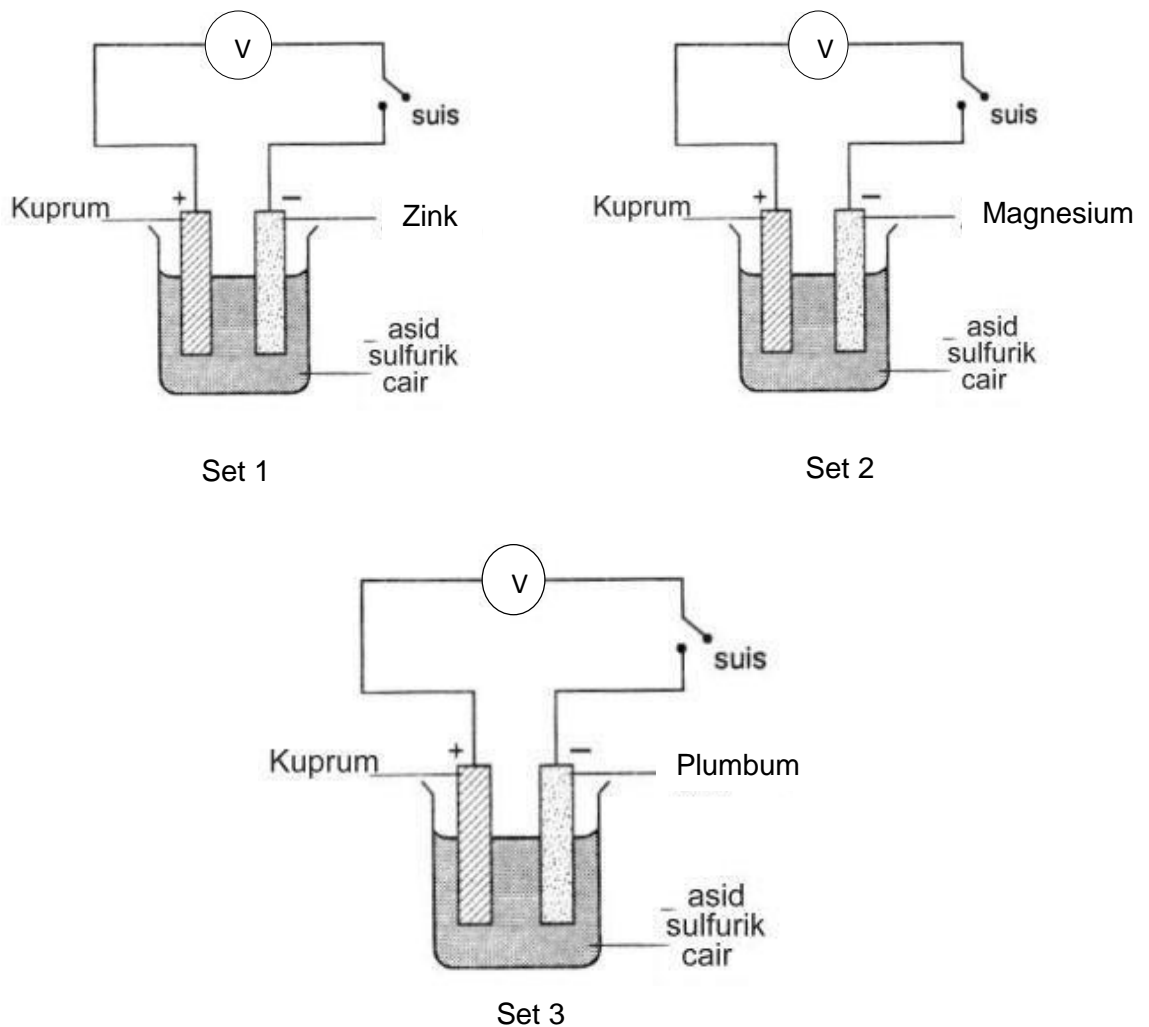 V
suis
+
−
Kuprum
Zink
asid
sulfurik
cair
Set 1
V
suis
+
−
Kuprum
Magnesium
asid
sulfurik
cair
Set 2
V
suis
+
−
Kuprum
Plumbum
asid
sulfurik
cair
Set 3